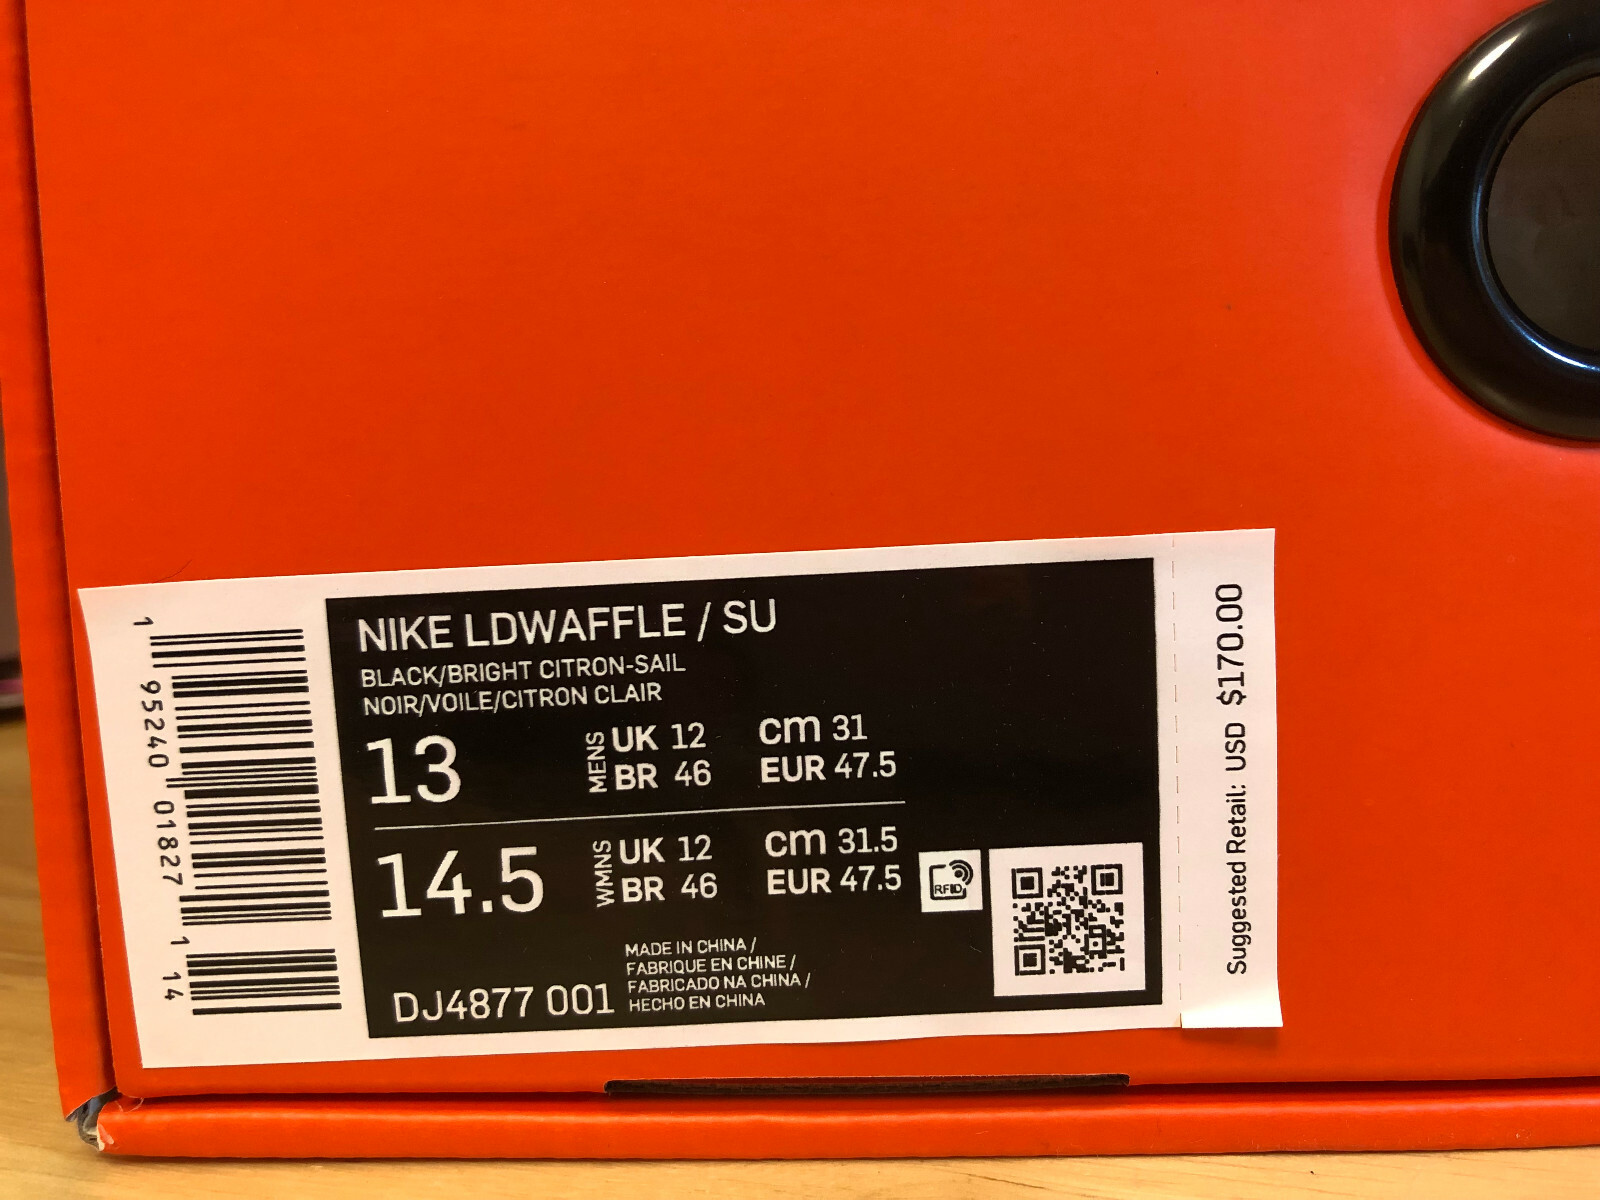 NIKE LDWAFFLE / SU
BLACK/BRIGHT CITRON-SAIL
NOIR/VOILE/CITRON CLAIR
13 MENS UK 12 cm 31
BR 46 EUR 47.5
14.5 WMNS UK 12 cm 31.5
BR 46 EUR 47.5
RFID
MADE IN CHINA /
FABRIQUE EN CHINE /
FABRICADO NA CHINA /
HECHO EN CHINA
DJ4877 001
1 95240 01827 1 14
Suggested Retail: USD $170.00